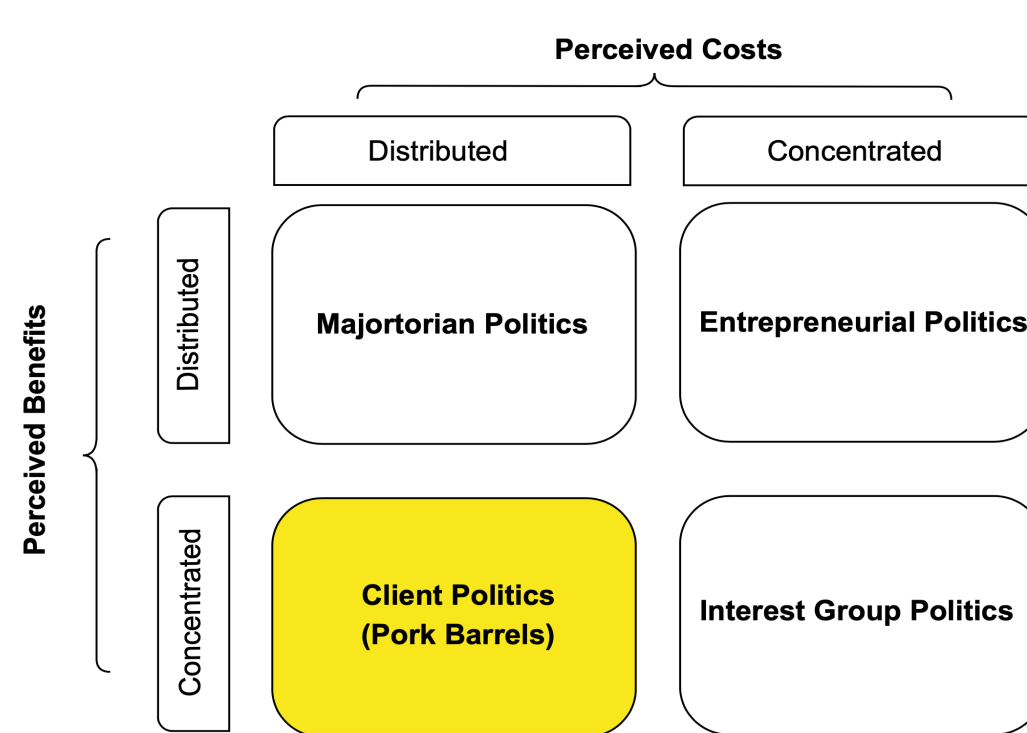 Perceived Costs
Distributed
Concentrated
Perceived Benefits
Distributed
Majortorian Politics
Entrepreneurial Politics
Concentrated
Client Politics
(Pork Barrels)
Interest Group Politics